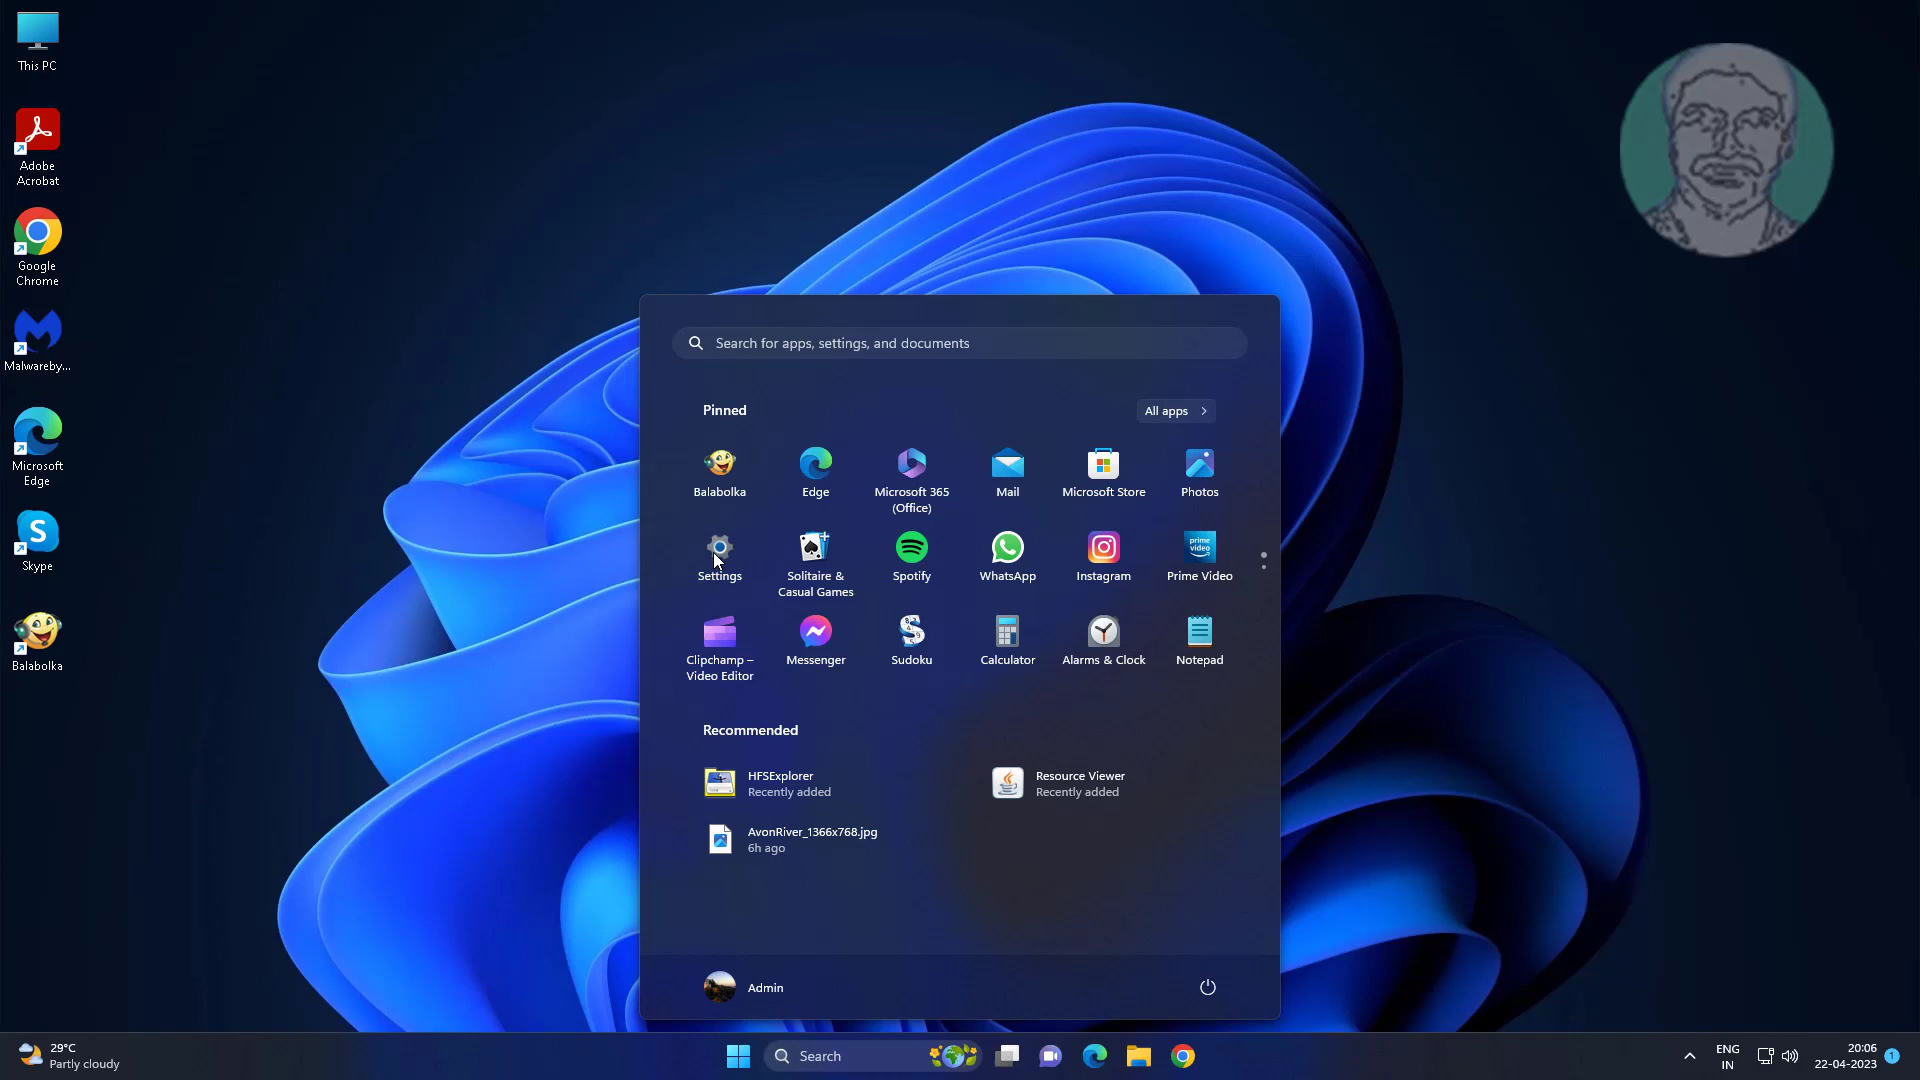 This PC
Adobe
Acrobat
Google
Chrome
Malwareby...
Microsoft
Edge
Skype
Balabolka
Search for apps, settings, and documents
Pinned
All apps
Balabolka
Edge
Microsoft 365
(Office)
Mail
Microsoft Store
Photos
Settings
Solitaire &
Casual Games
Spotify
WhatsApp
Instagram
prime
video
Prime Video
Clipchamp –
Video Editor
Messenger
Sudoku
Calculator
Alarms & Clock
Notepad
Recommended
HFSExplorer
Recently added
Resource Viewer
Recently added
AvonRiver_1366x768.jpg
6h ago
Admin
29°C
Partly cloudy
Search
ENG
IN
20:06
22-04-2023
1